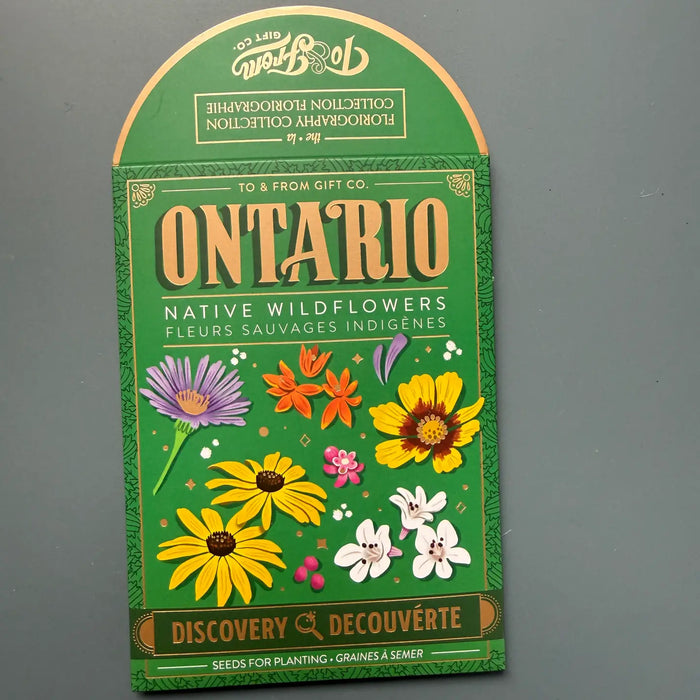 To & From
GIFT CO.
the • la
FLORIOGRAPHY COLLECTION
COLLECTION FLORIOGRAPHIE
TO & FROM GIFT CO.
ONTARIO
NATIVE WILDFLOWERS
FLEURS SAUVAGES INDIGÈNES
DISCOVERY DECOUVÉRTE
SEEDS FOR PLANTING • GRAINES À SEMER